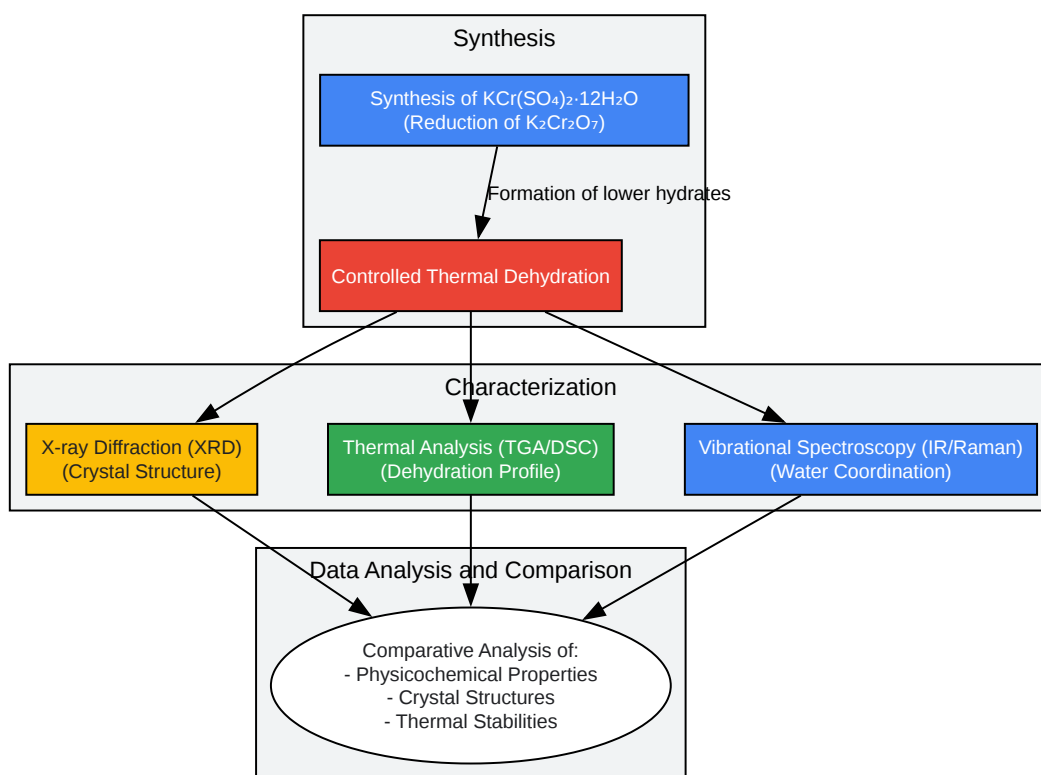 Synthesis
Synthesis of KCr(SO₄)₂·12H₂O
(Reduction of K₂Cr₂O₇)
Formation of lower hydrates
Controlled Thermal Dehydration
Characterization
X-ray Diffraction (XRD)
(Crystal Structure)
Thermal Analysis (TGA/DSC)
(Dehydration Profile)
Vibrational Spectroscopy (IR/Raman)
(Water Coordination)
Data Analysis and Comparison
Comparative Analysis of:
- Physicochemical Properties
- Crystal Structures
- Thermal Stabilities